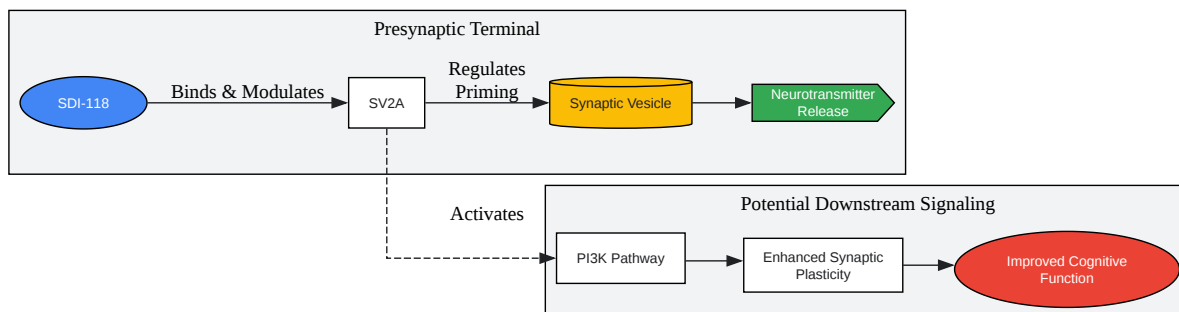 Presynaptic Terminal
SDI-118
Binds & Modulates
SV2A
Regulates
Priming
Synaptic Vesicle
Neurotransmitter
Release
Activates
Potential Downstream Signaling
PI3K Pathway
Enhanced Synaptic
Plasticity
Improved Cognitive
Function